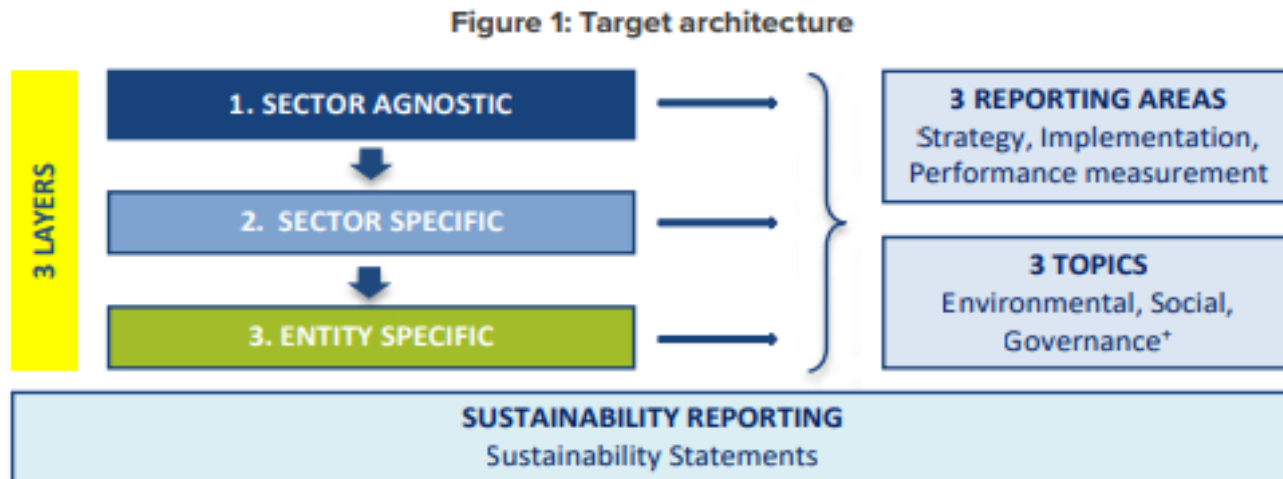 Figure 1: Target architecture
3 LAYERS
1. SECTOR AGNOSTIC
2. SECTOR SPECIFIC
3. ENTITY SPECIFIC
3 REPORTING AREAS
Strategy, Implementation,
Performance measurement
3 TOPICS
Environmental, Social,
Governance⁺
SUSTAINABILITY REPORTING
Sustainability Statements